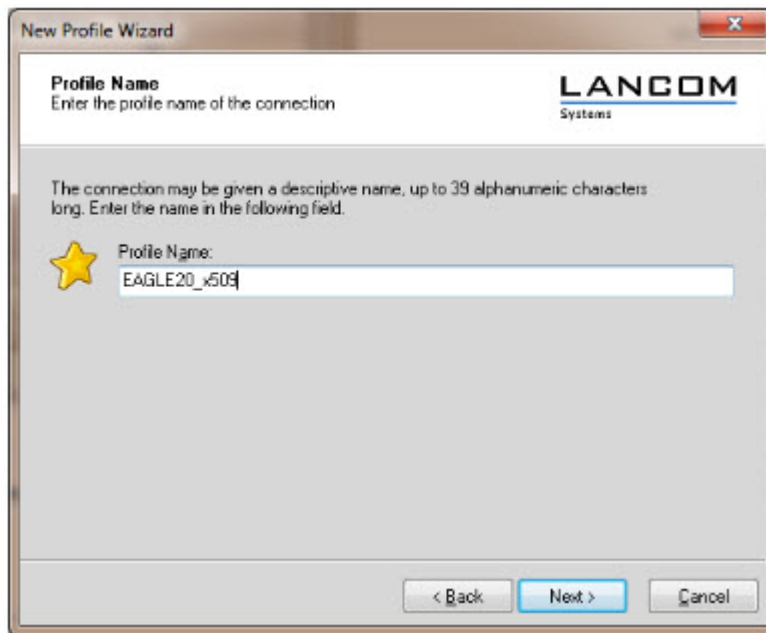 New Profile Wizard
Profile Name
Enter the profile name of the connection
LANCOM
Systems
The connection may be given a descriptive name, up to 39 alphanumeric characters
long. Enter the name in the following field.
Profile Name:
EAGLE20_x509
< Back
Next >
Cancel